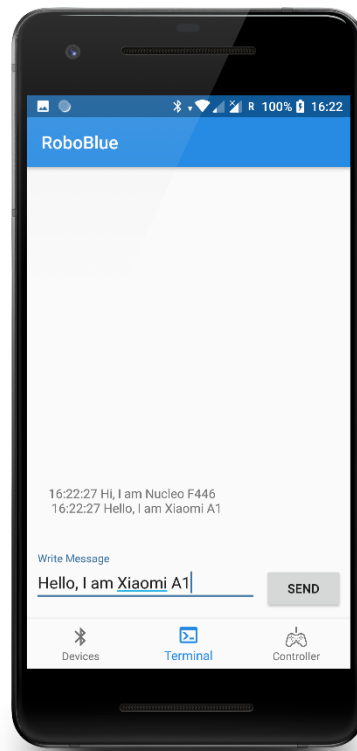 R 100% 16:22
RoboBlue
16:22:27 Hi, I am Nucleo F446
16:22:27 Hello, I am Xiaomi A1
Write Message
Hello, I am Xiaomi A1
SEND
Devices
Terminal
Controller